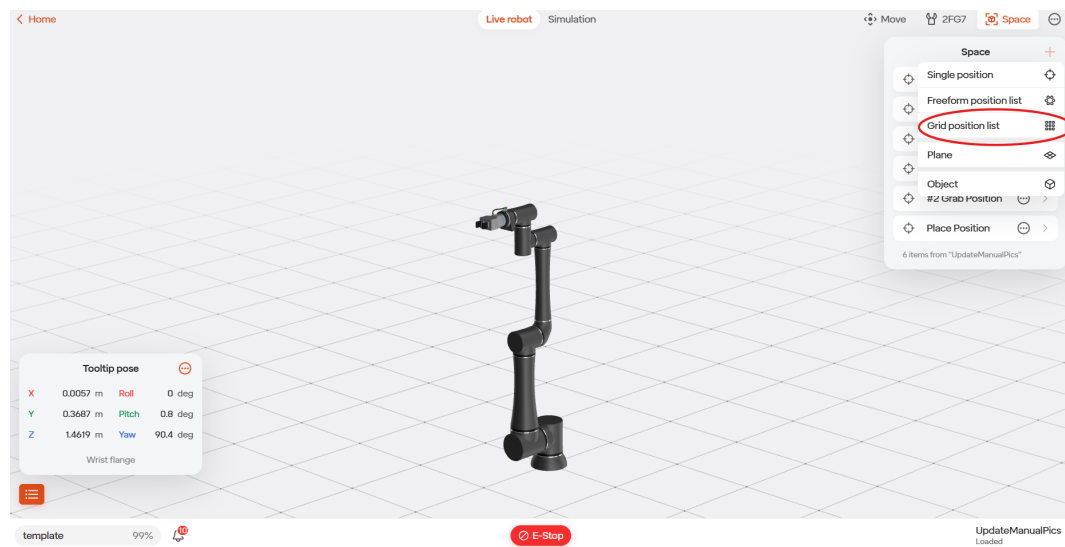 Home
Live robot Simulation
Move 2FG7 Space
Space
Single position
Freeform position list
Grid position list
Plane
Object
#2 Grab Position
Place Position
6 items from "UpdateManualPics"
Tooltip pose
X 0.0057 m Roll 0 deg
Y 0.3687 m Pitch 0.8 deg
Z 1.4619 m Yaw 90.4 deg
Wrist flange
template 99% 10
E-Stop
UpdateManualPics
Loaded